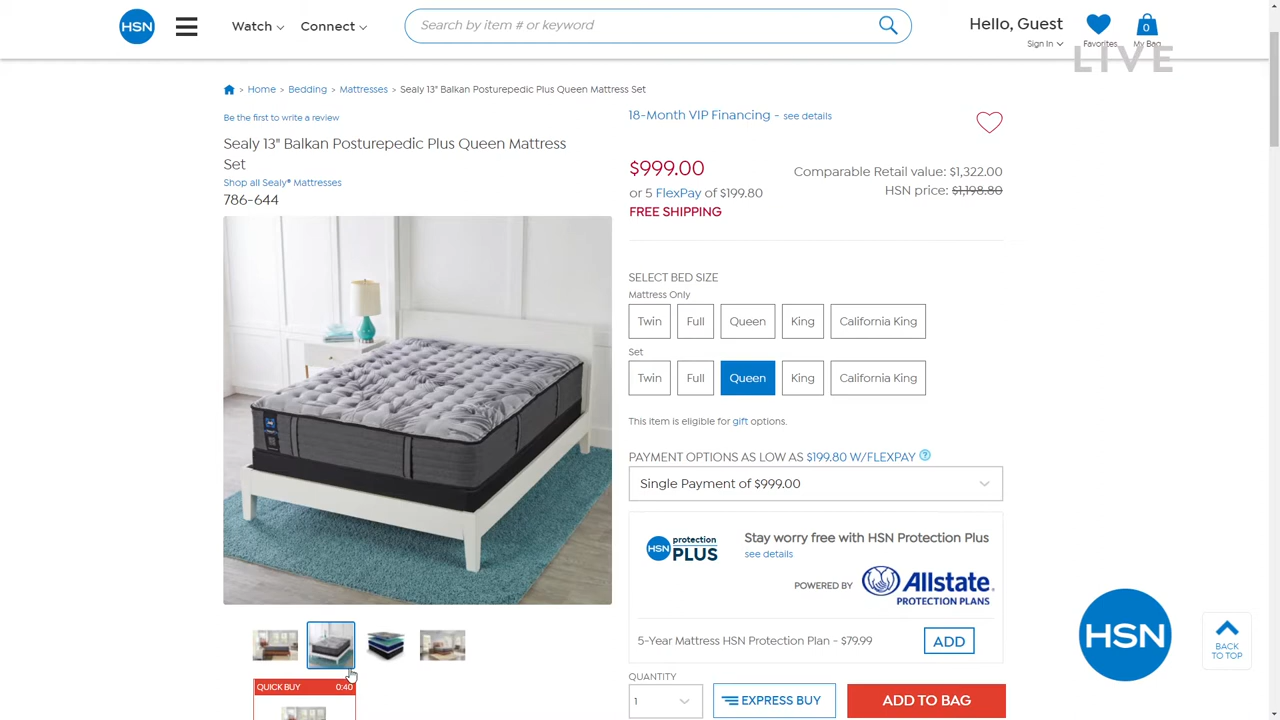 HSN
Watch
Connect
Search by item # or keyword
Hello, Guest
Sign In
Favorites
0
My Bag
LIVE
> Home > Bedding > Mattresses > Sealy 13" Balkan Posturepedic Plus Queen Mattress Set
Be the first to write a review
Sealy 13" Balkan Posturepedic Plus Queen Mattress
Set
Shop all Sealy® Mattresses
786-644
18-Month VIP Financing - see details
$999.00
or 5 FlexPay of $199.80
FREE SHIPPING
Comparable Retail value: $1,322.00
HSN price: $1,198.80
SELECT BED SIZE
Mattress Only
Twin Full Queen King California King
Set
Twin Full Queen King California King
This item is eligible for gift options.
PAYMENT OPTIONS AS LOW AS $199.80 W/FLEXPAY ?
Single Payment of $999.00
HSN protection PLUS
Stay worry free with HSN Protection Plus
see details
POWERED BY Allstate PROTECTION PLANS
5-Year Mattress HSN Protection Plan - $79.99 ADD
QUANTITY
1
EXPRESS BUY
ADD TO BAG
QUICK BUY 0:40
HSN
BACK
TO TOP